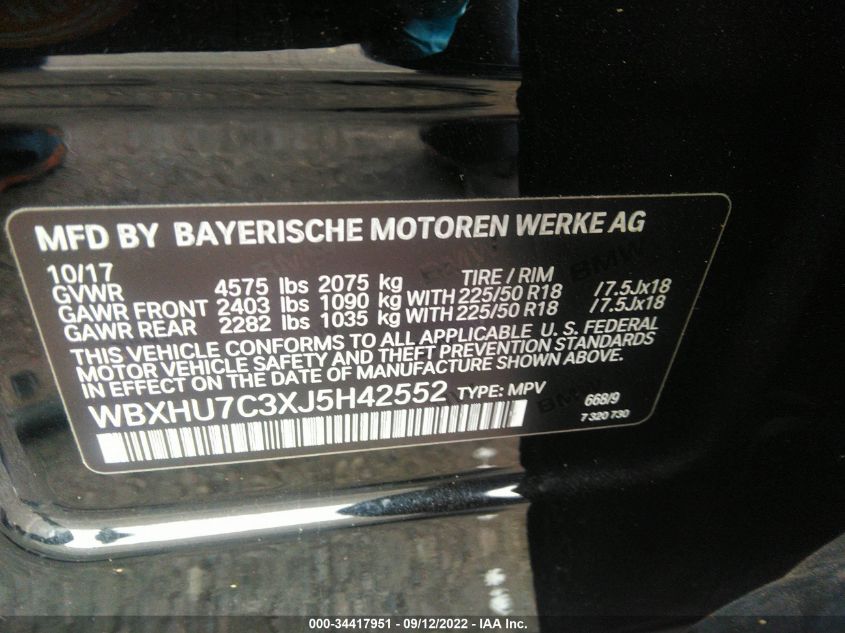 MFD BY BAYERISCHE MOTOREN WERKE AG
10/17 TIRE / RIM
GVWR 4575 lbs 2075 kg
GAWR FRONT 2403 lbs 1090 kg WITH 225/50 R18 /7.5Jx18
GAWR REAR 2282 lbs 1035 kg WITH 225/50 R18 /7.5Jx18
THIS VEHICLE CONFORMS TO ALL APPLICABLE U. S. FEDERAL
MOTOR VEHICLE SAFETY AND THEFT PREVENTION STANDARDS
IN EFFECT ON THE DATE OF MANUFACTURE SHOWN ABOVE.
WBXHU7C3XJ5H42552 TYPE: MPV 668/9
7 320 730
000-34417951 - 09/12/2022 - IAA Inc.